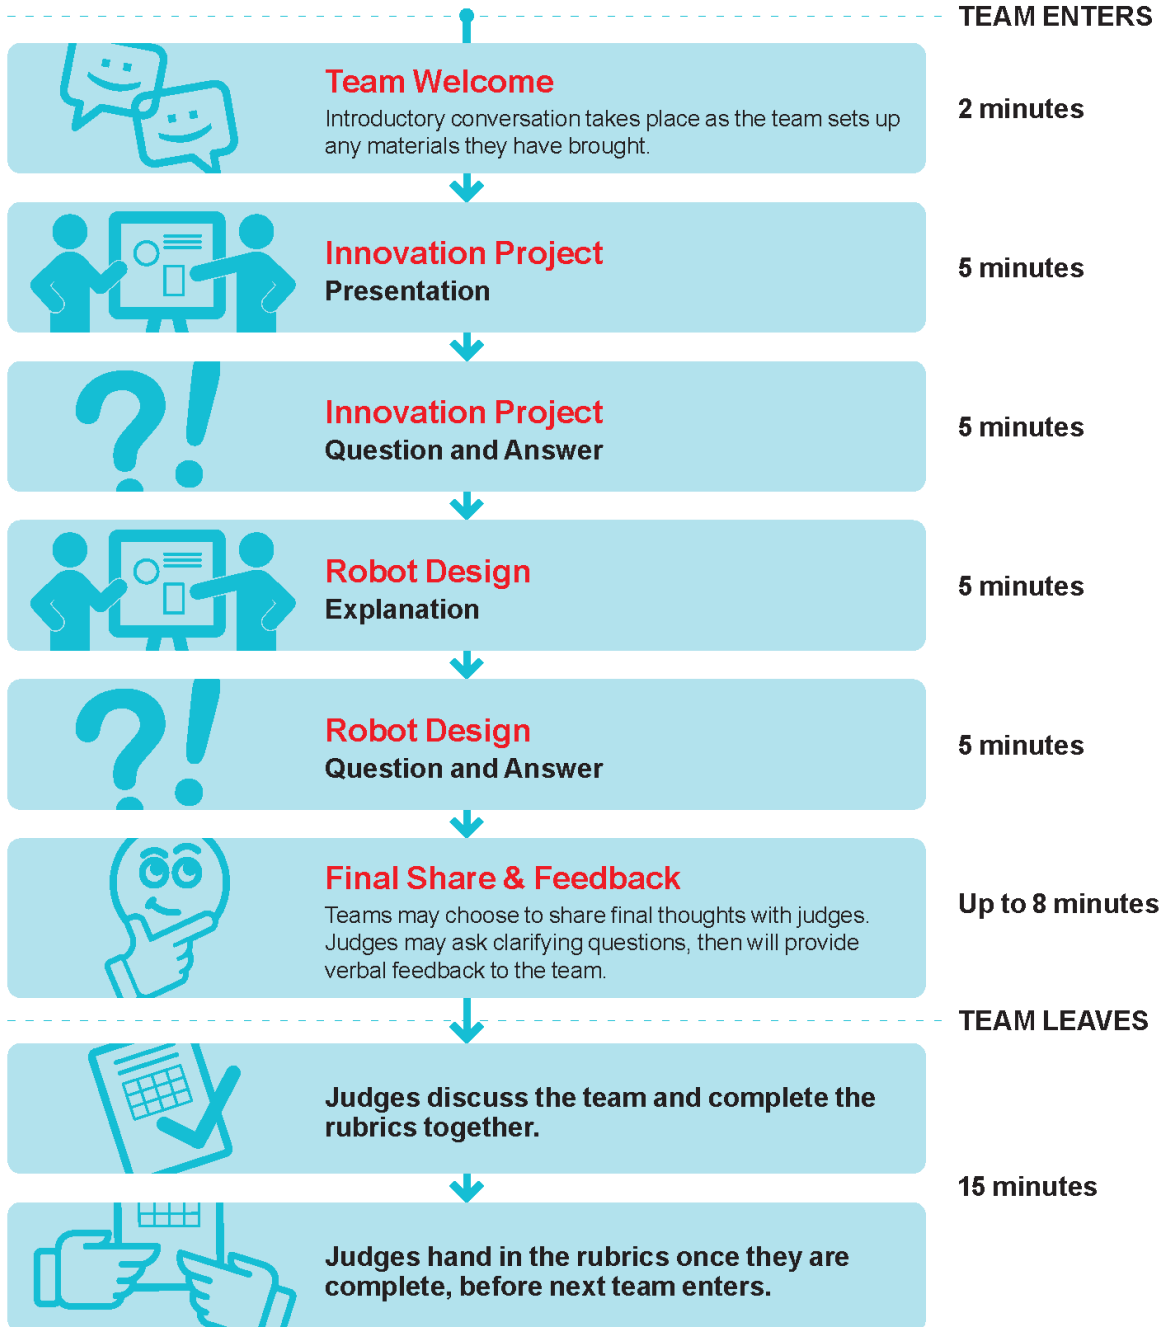 TEAM ENTERS
Team Welcome
Introductory conversation takes place as the team sets up
any materials they have brought.
2 minutes
Innovation Project
Presentation
5 minutes
Innovation Project
Question and Answer
5 minutes
Robot Design
Explanation
5 minutes
Robot Design
Question and Answer
5 minutes
Final Share & Feedback
Teams may choose to share final thoughts with judges.
Judges may ask clarifying questions, then will provide
verbal feedback to the team.
Up to 8 minutes
TEAM LEAVES
Judges discuss the team and complete the
rubrics together.
15 minutes
Judges hand in the rubrics once they are
complete, before next team enters.